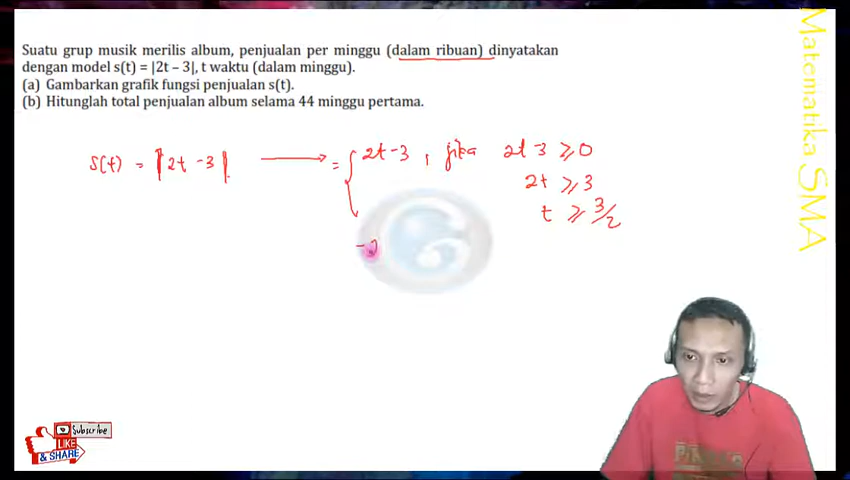 Suatu grup musik merilis album, penjualan per minggu (dalam ribuan) dinyatakan
dengan model s(t) = |2t – 3|, t waktu (dalam minggu).
(a) Gambarkan grafik fungsi penjualan s(t).
(b) Hitunglah total penjualan album selama 44 minggu pertama.
s(t) = |2t - 3| → = { 2t - 3 , jika 2t - 3 ≥ 0
2t ≥ 3
t ≥ 3/2
Matematika SMA
Subscribe
LIKE
& SHARE